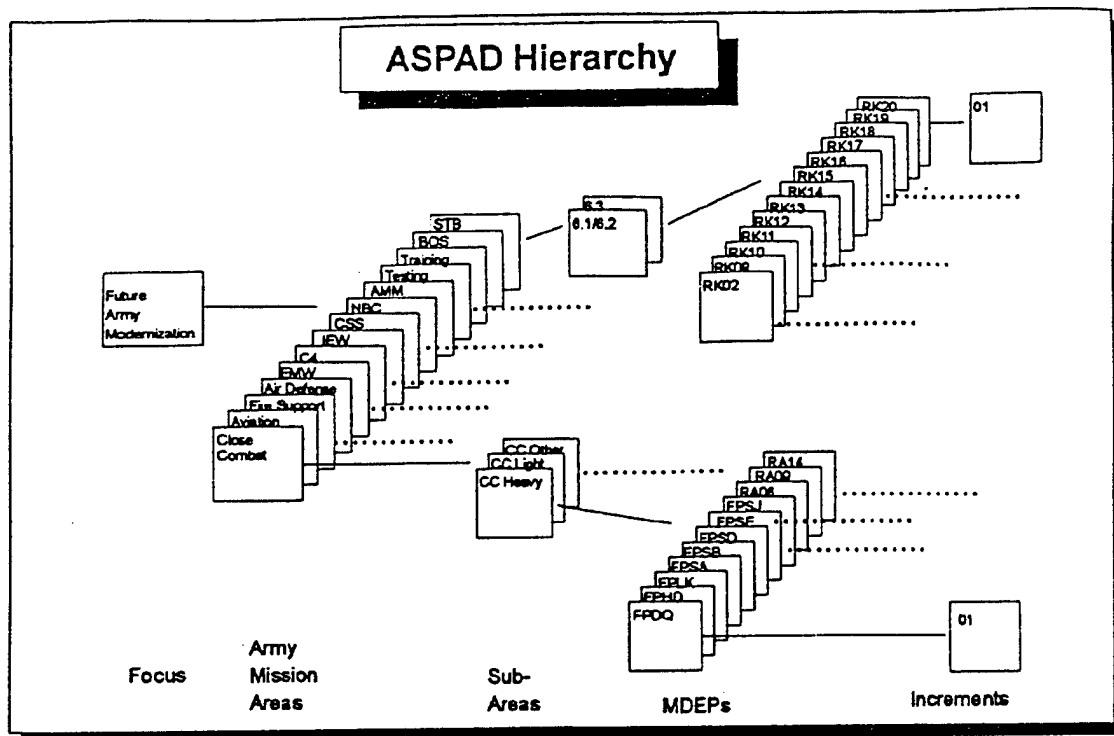 ASPAD Hierarchy
Future
Army
Modernization
STB
BOS
Training
Testing
AMM
NBC
CSS
IEW
C4
EMW
Air Defense
Fire Support
Aviation
Close
Combat
6.3
6.1/6.2
CC Other
CC Light
CC Heavy
RK20
RK19
RK18
RK17
RK16
RK15
RK14
RK13
RK12
RK11
RK10
RK09
RK02
01
RA14
RA09
RA08
FPSJ
FPSE
FPSD
FPSB
FPSA
FPLK
FPDQ
01
Focus
Army
Mission
Areas
Sub-
Areas
MDEPs
Increments